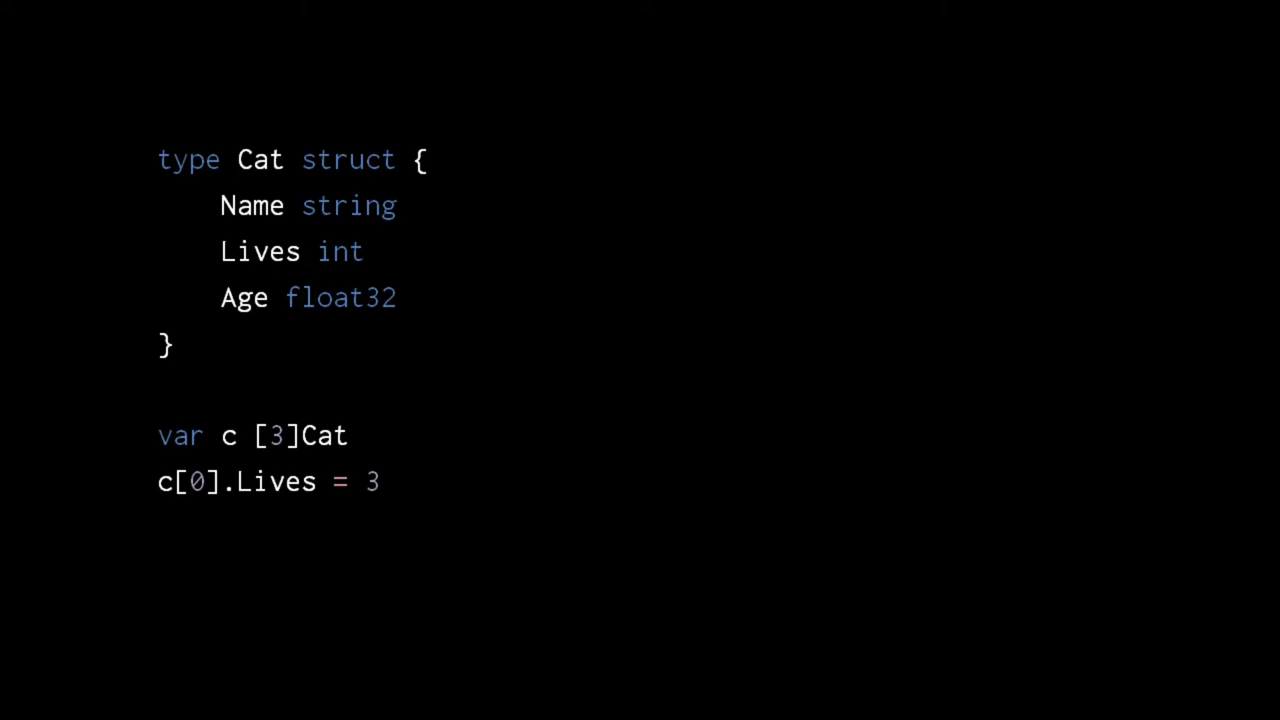 type Cat struct {
    Name string
    Lives int
    Age float32
}
var c [3]Cat
c[0].Lives = 3